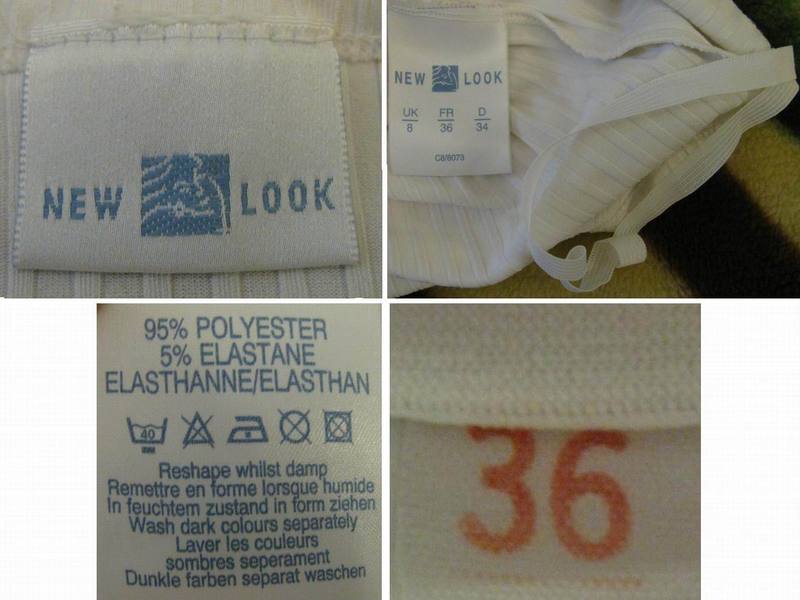 NEW LOOK
NEW LOOK
UK FR D
8 36 34
C8/8073
95% POLYESTER
5% ELASTANE
ELASTHANNE/ELASTHAN
40
Reshape whilst damp
Remettre en forme lorsque humide
In feuchtem zustand in form ziehen
Wash dark colours separately
Laver les couleurs
sombres seperament
Dunkle farben separat waschen
36